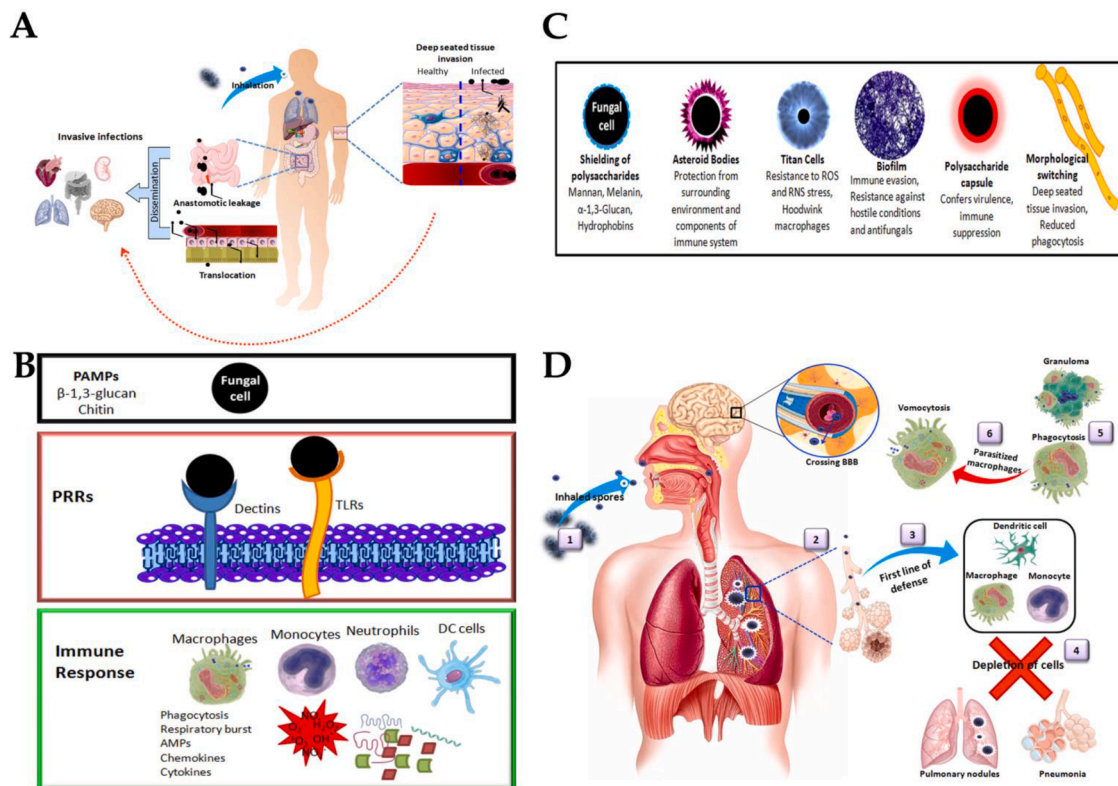 A
Inhalation
Deep seated tissue
invasion
Healthy
Infected
Invasive infections
Dissemination
Anastomotic leakage
Translocation
C
Fungal
cell
Shielding of
polysaccharides
Mannan, Melanin,
α-1,3-Glucan,
Hydrophobins
Asteroid Bodies
Protection from
surrounding
environment and
components of
immune system
Titan Cells
Resistance to ROS
and RNS stress,
Hoodwink
macrophages
Biofilm
Immune evasion,
Resistance against
hostile conditions
and antifungals
Polysaccharide
capsule
Confers virulence,
immune
suppression
Morphological
switching
Deep seated
tissue invasion,
Reduced
phagocytosis
B
PAMPs
β-1,3-glucan
Chitin
Fungal
cell
PRRs
Dectins
TLRs
Immune
Response
Macrophages
Monocytes
Neutrophils
DC cells
Phagocytosis
Respiratory burst
AMPs
Chemokines
Cytokines
NO
H₂O₂
O₂
OH
D
Inhaled spores
1
Crossing BBB
2
3
First line of
defense
Granuloma
5
Phagocytosis
6
Parasitized
macrophages
Vomocytosis
Dendritic cell
Macrophage
Monocyte
4
Depletion of cells
Pulmonary nodules
Pneumonia